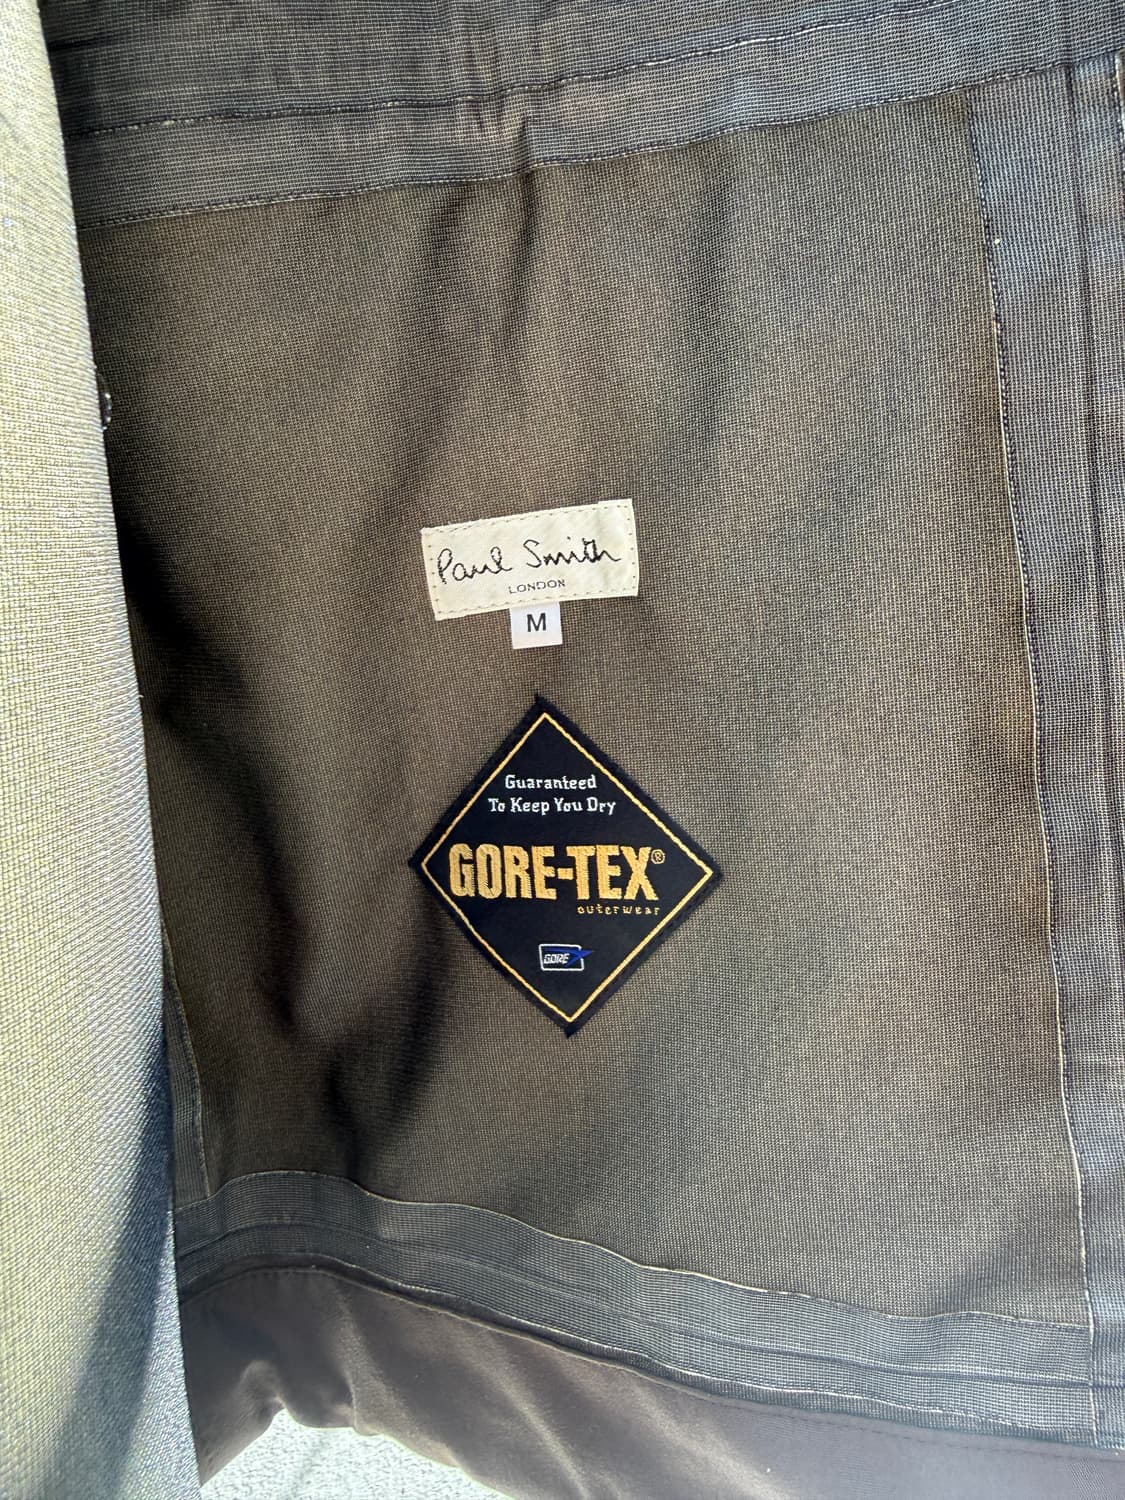 Paul Smith
LONDON
M
Guaranteed
To Keep You Dry
GORE-TEX®
outerwear
GORE